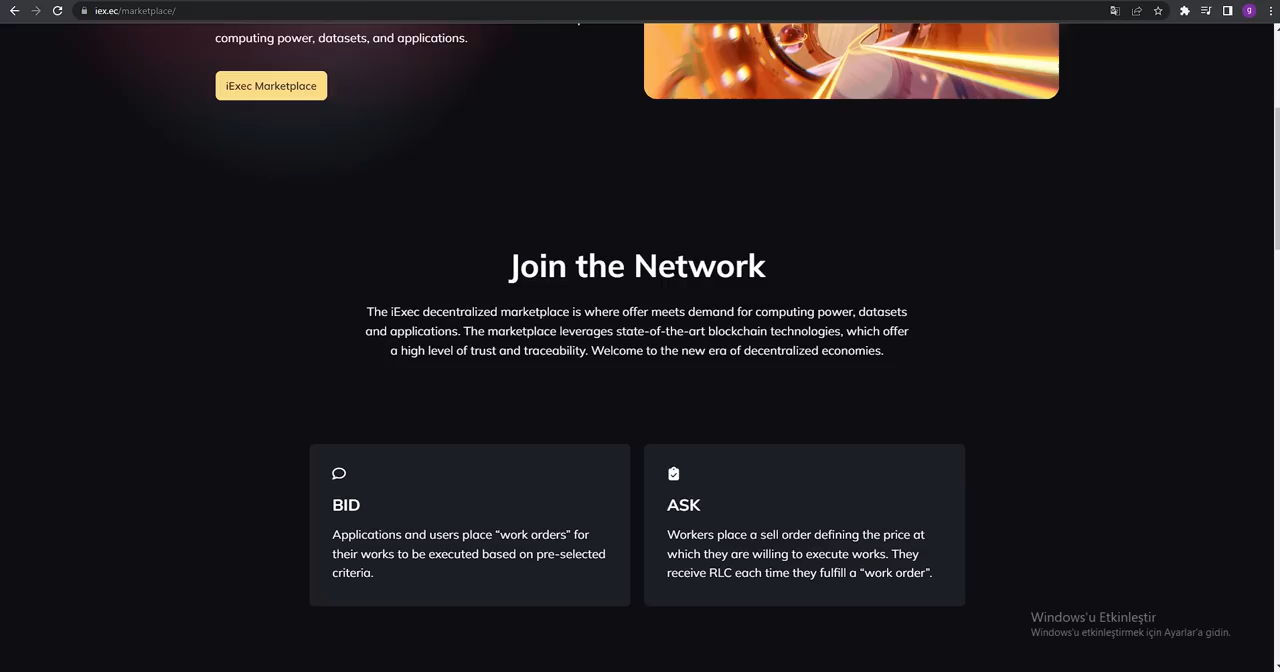 iex.ec/marketplace/
g
computing power, datasets, and applications.
iExec Marketplace
Join the Network
The iExec decentralized marketplace is where offer meets demand for computing power, datasets
and applications. The marketplace leverages state-of-the-art blockchain technologies, which offer
a high level of trust and traceability. Welcome to the new era of decentralized economies.
BID
Applications and users place “work orders” for
their works to be executed based on pre-selected
criteria.
ASK
Workers place a sell order defining the price at
which they are willing to execute works. They
receive RLC each time they fulfill a “work order”.
Windows'u Etkinleştir
Windows'u etkinleştirmek için Ayarlar'a gidin.